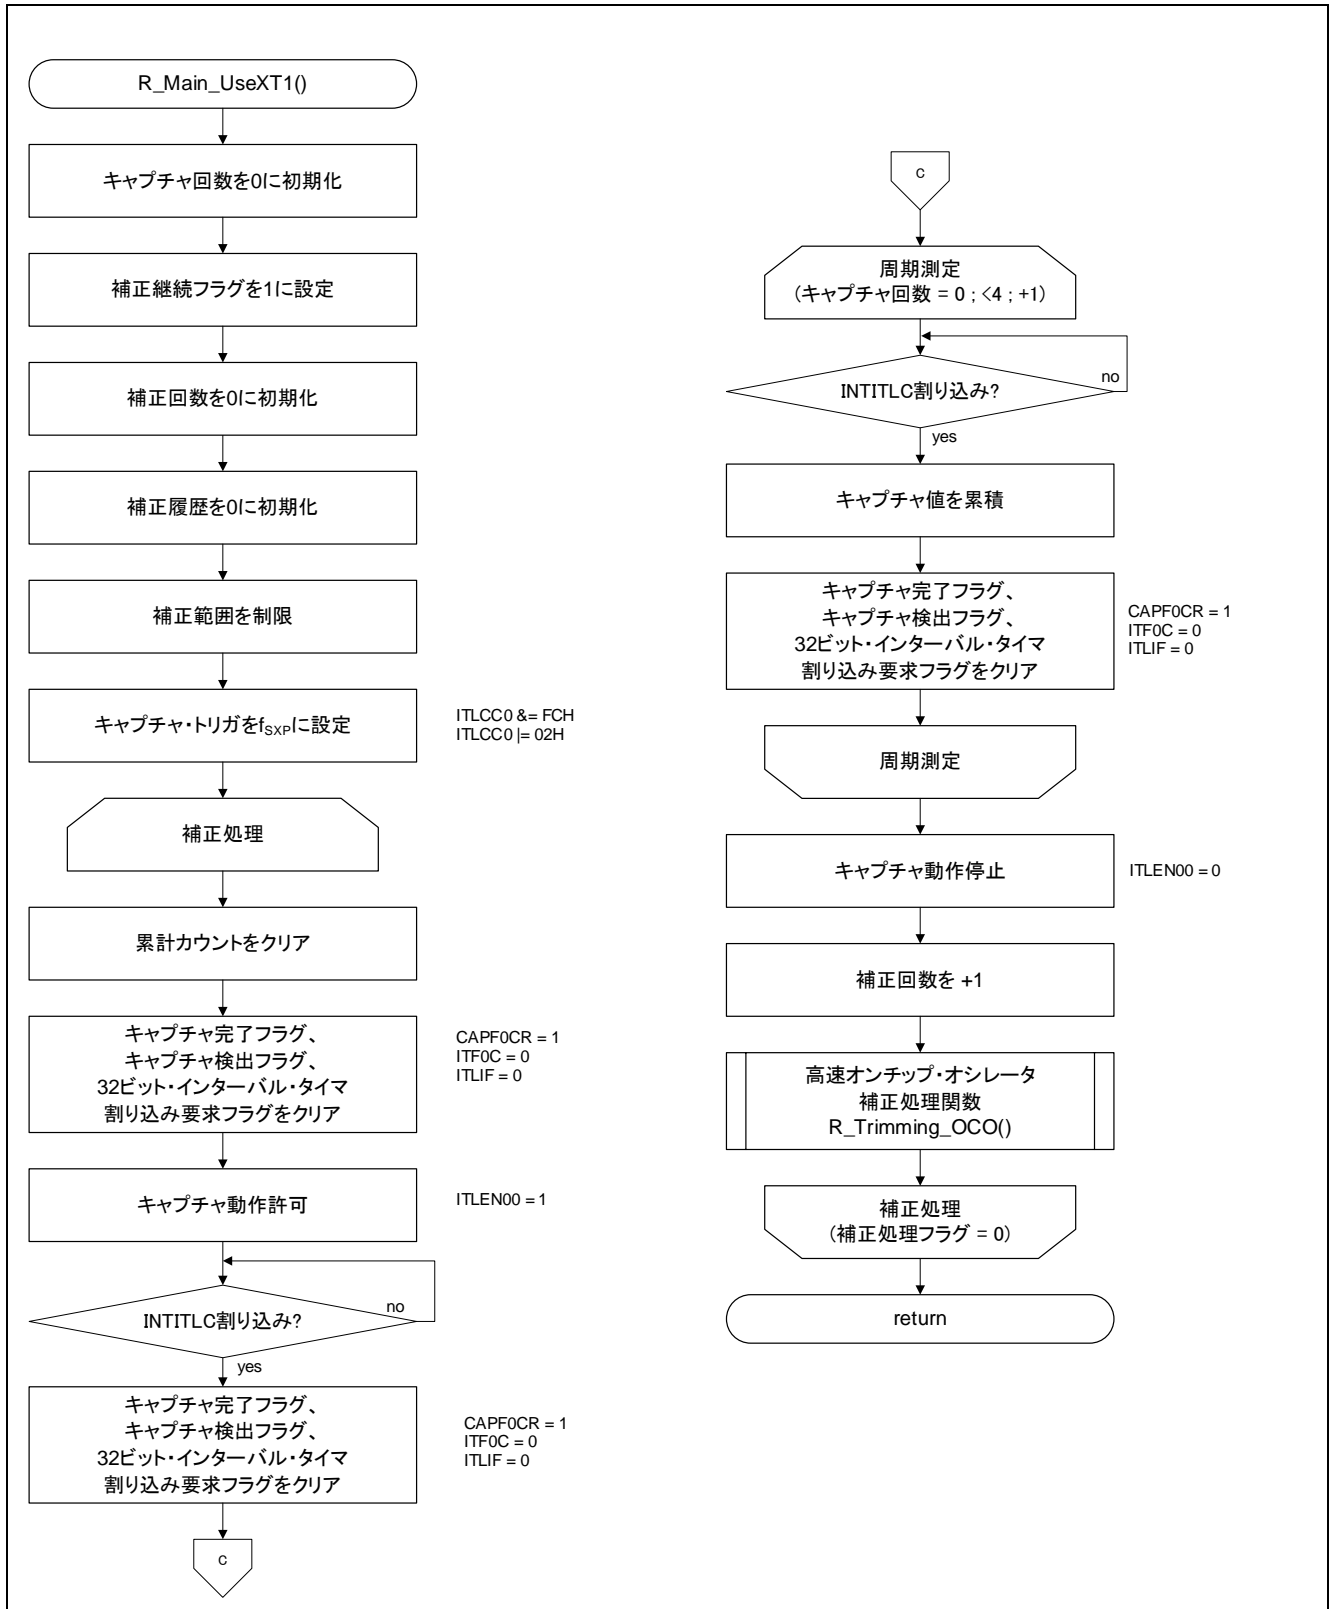 R_Main_UseXT1()
キャプチャ回数を0に初期化
補正継続フラグを1に設定
補正回数を0に初期化
補正履歴を0に初期化
補正範囲を制限
キャプチャ・トリガをfSXPに設定
ITLCC0 &= FCH
ITLCC0 |= 02H
補正処理
累計カウントをクリア
キャプチャ完了フラグ、
キャプチャ検出フラグ、
32ビット・インターバル・タイマ
割り込み要求フラグをクリア
CAPF0CR = 1
ITF0C = 0
ITLIF = 0
キャプチャ動作許可
ITLEN00 = 1
INTITLC割り込み?
no
yes
キャプチャ完了フラグ、
キャプチャ検出フラグ、
32ビット・インターバル・タイマ
割り込み要求フラグをクリア
CAPF0CR = 1
ITF0C = 0
ITLIF = 0
C
C
周期測定
(キャプチャ回数 = 0 ; <4 ; +1)
INTITLC割り込み?
no
yes
キャプチャ値を累積
キャプチャ完了フラグ、
キャプチャ検出フラグ、
32ビット・インターバル・タイマ
割り込み要求フラグをクリア
CAPF0CR = 1
ITF0C = 0
ITLIF = 0
周期測定
キャプチャ動作停止
ITLEN00 = 0
補正回数を +1
高速オンチップ・オシレータ
補正処理関数
R_Trimming_OCO()
補正処理
(補正処理フラグ = 0)
return